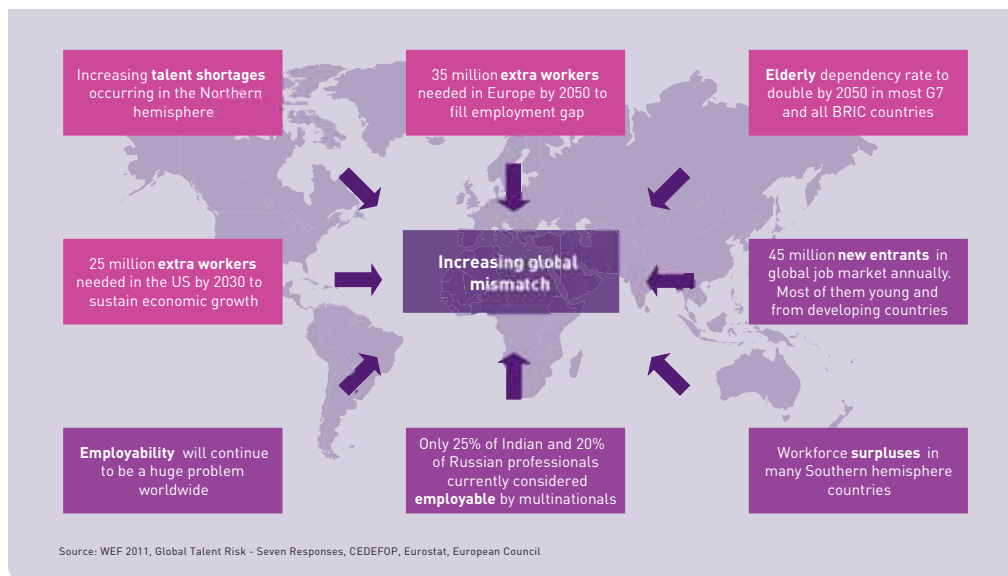 Increasing talent shortages
occurring in the Northern
hemisphere
35 million extra workers
needed in Europe by 2050 to
fill employment gap
Elderly dependency rate to
double by 2050 in most G7
and all BRIC countries
25 million extra workers
needed in the US by 2030 to
sustain economic growth
Increasing global
mismatch
45 million new entrants in
global job market annually.
Most of them young and
from developing countries
Employability will continue
to be a huge problem
worldwide
Only 25% of Indian and 20%
of Russian professionals
currently considered
employable by multinationals
Workforce surpluses in
many Southern hemisphere
countries
Source: WEF 2011, Global Talent Risk - Seven Responses, CEDEFOP, Eurostat, European Council